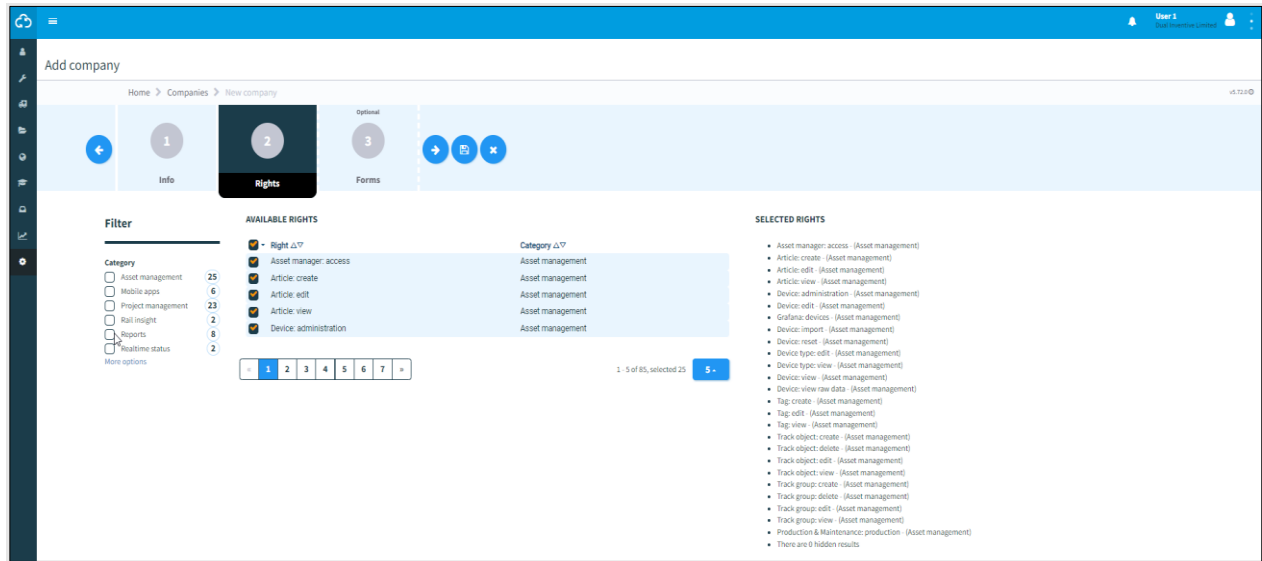 User 1
Dual Inventive Limited
Add company
Home > Companies > New company
v5.72.0
Optional
1
2
3
Info
Rights
Forms
Filter
Category
Asset management 25
Mobile apps 6
Project management 23
Rail insight 2
Reports 8
Realtime status 2
More options
AVAILABLE RIGHTS
Right Category
Asset manager: access Asset management
Article: create Asset management
Article: edit Asset management
Article: view Asset management
Device: administration Asset management
« 1 2 3 4 5 6 7 »
1 - 5 of 85, selected 25
5
SELECTED RIGHTS
Asset manager: access - (Asset management)
Article: create - (Asset management)
Article: edit - (Asset management)
Article: view - (Asset management)
Device: administration - (Asset management)
Device: edit - (Asset management)
Grafana: devices - (Asset management)
Device: import - (Asset management)
Device: reset - (Asset management)
Device type: edit - (Asset management)
Device type: view - (Asset management)
Device: view - (Asset management)
Device: view raw data - (Asset management)
Tag: create - (Asset management)
Tag: edit - (Asset management)
Tag: view - (Asset management)
Track object: create - (Asset management)
Track object: delete - (Asset management)
Track object: edit - (Asset management)
Track object: view - (Asset management)
Track group: create - (Asset management)
Track group: delete - (Asset management)
Track group: edit - (Asset management)
Track group: view - (Asset management)
Production & Maintenance: production - (Asset management)
There are 0 hidden results